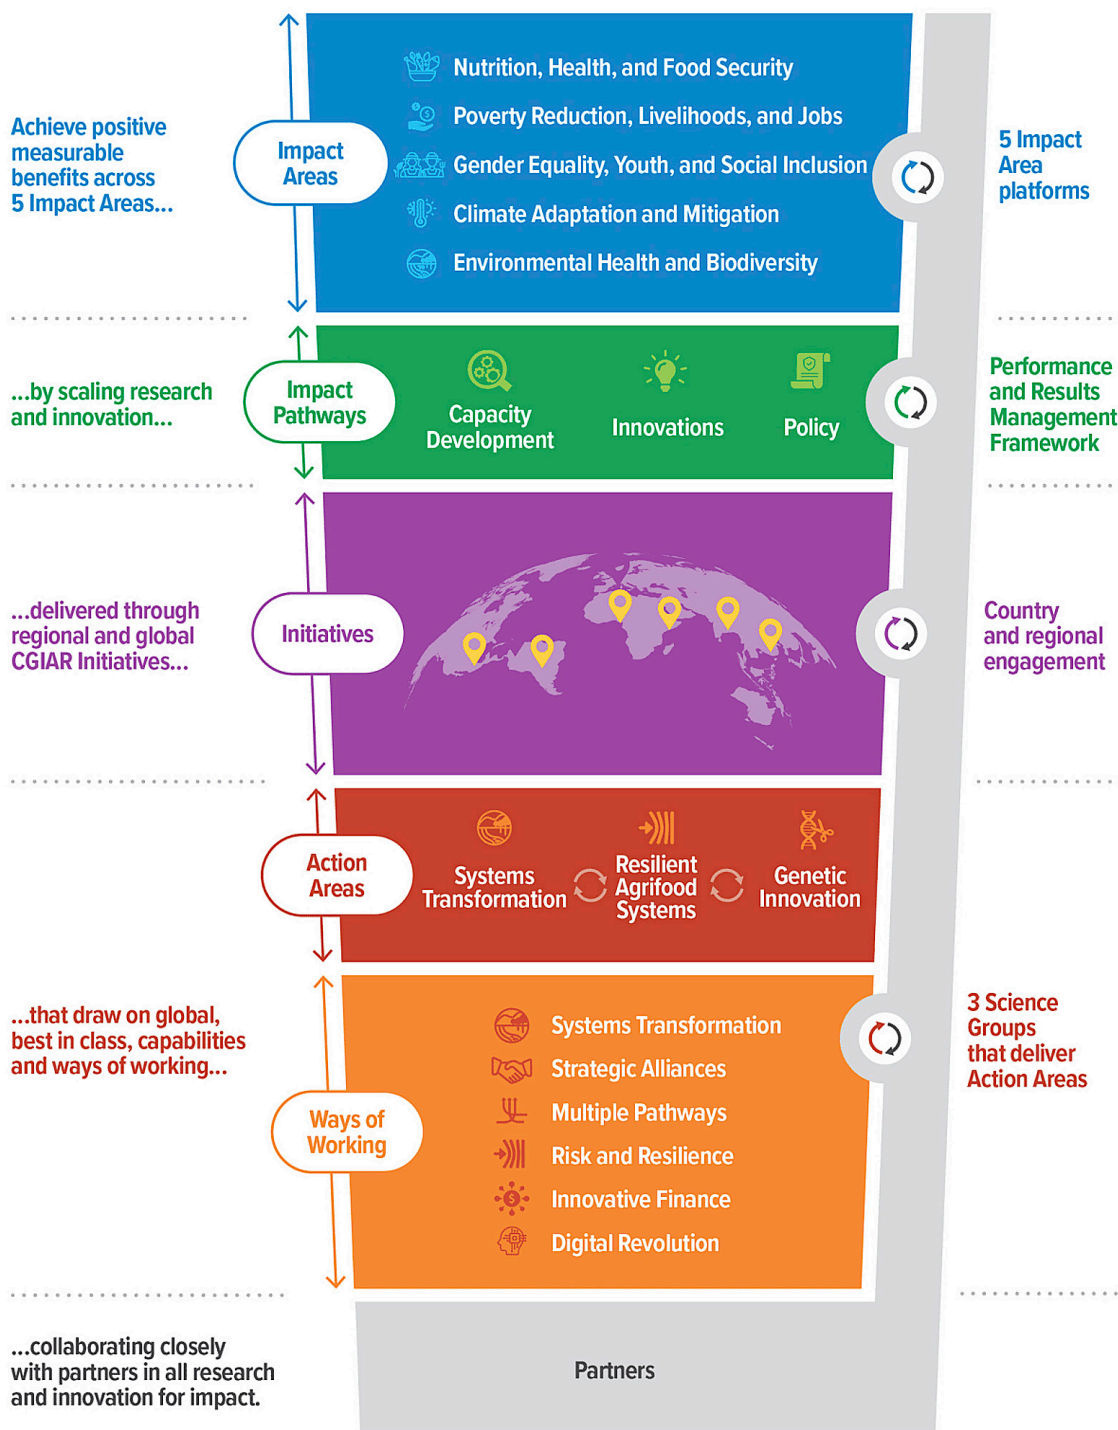 Achieve positive
measurable
benefits across
5 Impact Areas...
Impact
Areas
Nutrition, Health, and Food Security
Poverty Reduction, Livelihoods, and Jobs
Gender Equality, Youth, and Social Inclusion
Climate Adaptation and Mitigation
Environmental Health and Biodiversity
5 Impact
Area
platforms
...by scaling research
and innovation...
Impact
Pathways
Capacity
Development
Innovations
Policy
Performance
and Results
Management
Framework
...delivered through
regional and global
CGIAR Initiatives...
Initiatives
Country
and regional
engagement
Action
Areas
Systems
Transformation
Resilient
Agrifood
Systems
Genetic
Innovation
...that draw on global,
best in class, capabilities
and ways of working...
Ways of
Working
Systems Transformation
Strategic Alliances
Multiple Pathways
Risk and Resilience
Innovative Finance
Digital Revolution
3 Science
Groups
that deliver
Action Areas
...collaborating closely
with partners in all research
and innovation for impact.
Partners